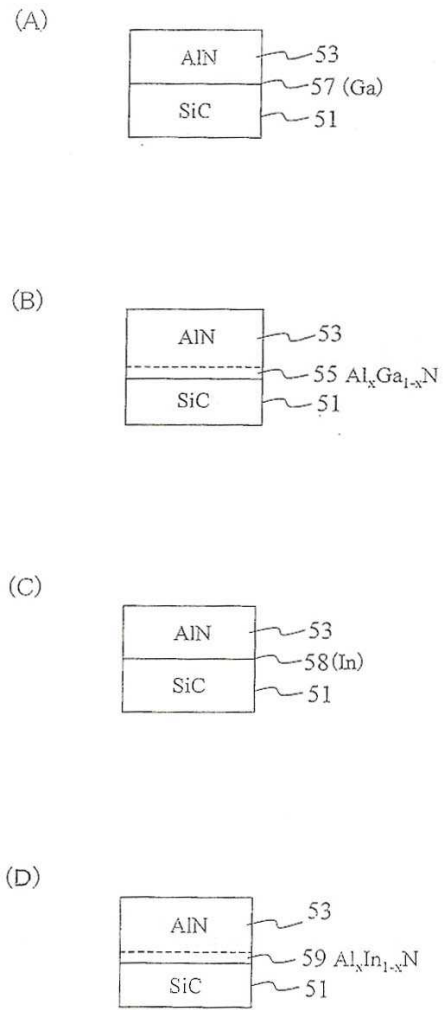 (A)
AlN 53
57 (Ga)
SiC 51
(B)
AlN 53
55 AlₓGa₁₋ₓN
SiC 51
(C)
AlN 53
58(In)
SiC 51
(D)
AlN 53
59 AlₓIn₁₋ₓN
SiC 51